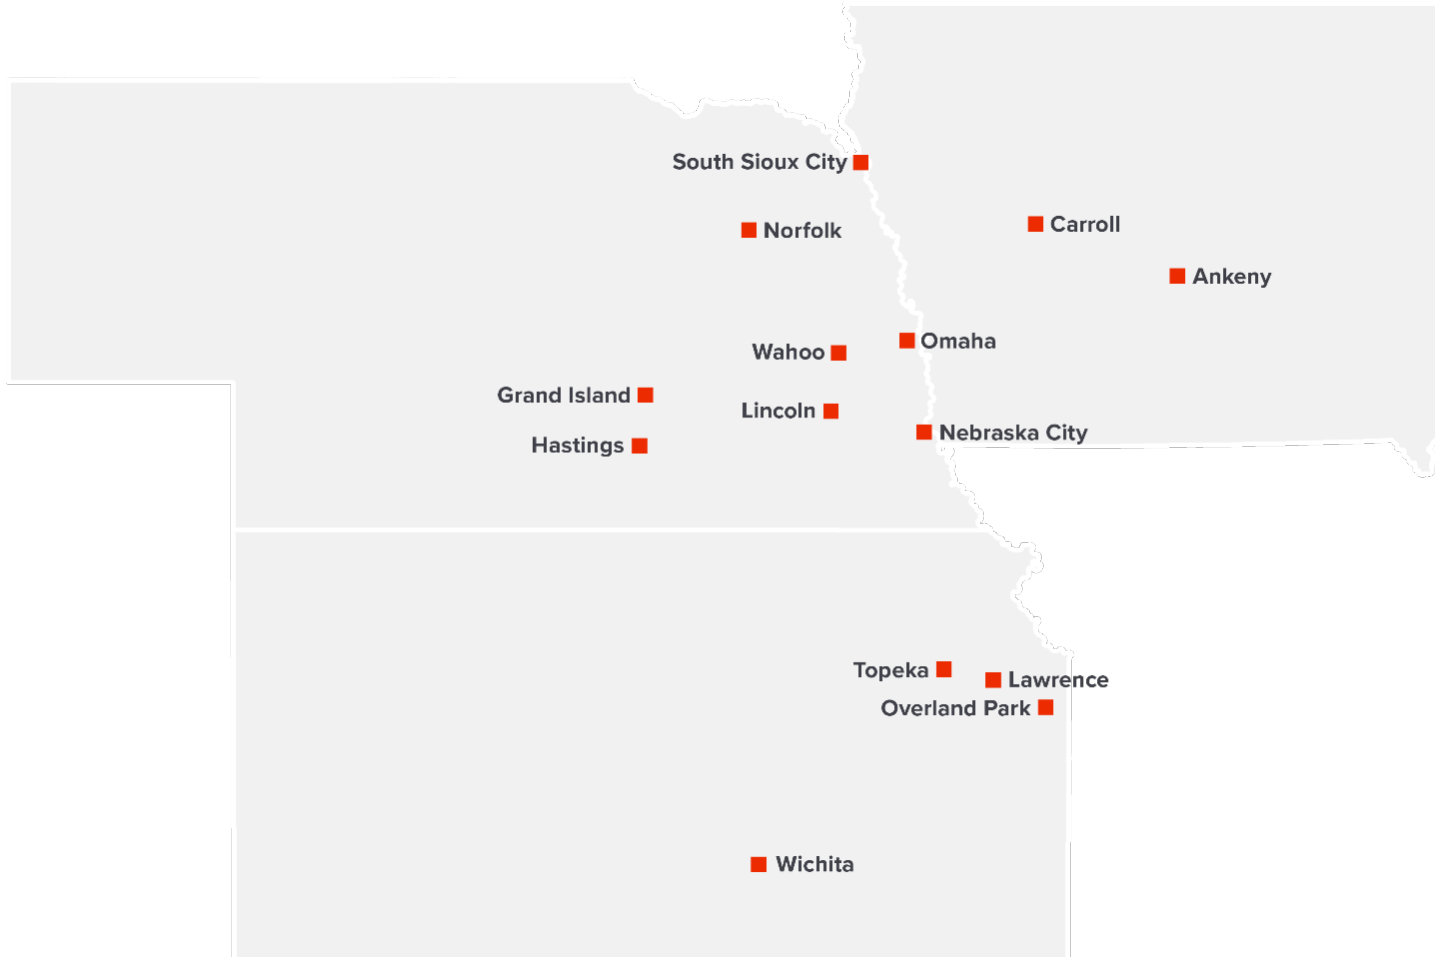 South Sioux City
Norfolk
Carroll
Ankeny
Omaha
Wahoo
Grand Island
Lincoln
Nebraska City
Hastings
Topeka
Lawrence
Overland Park
Wichita